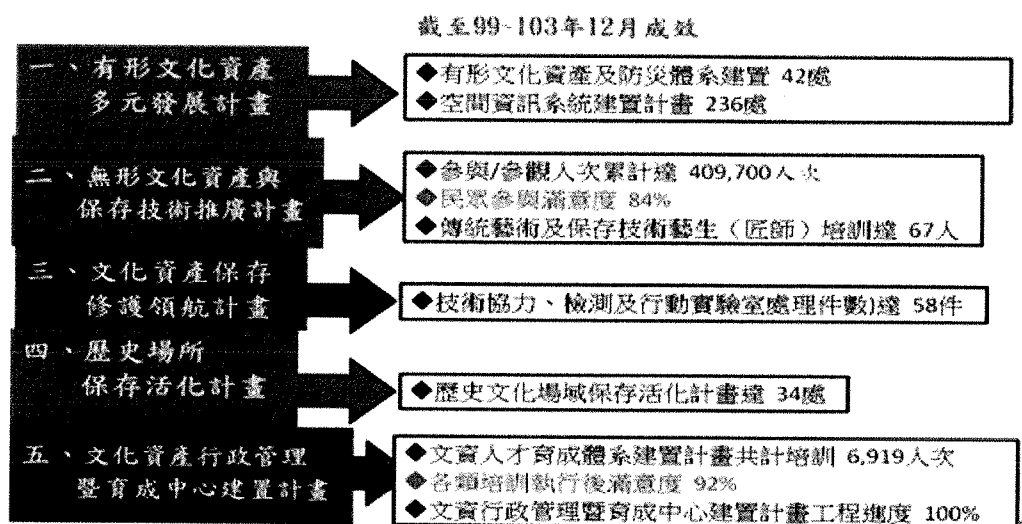 截至99-103年12月成效
一、有形文化資產
多元發展計畫
◆有形文化資產及防災體系建置 42處
◆空間資訊系統建置計畫 236處
二、無形文化資產與
保存技術推廣計畫
◆參與/參觀人次累計達 409,700人次
◆民眾參與滿意度 84%
◆傳統藝術及保存技術藝生（匠師）培訓達 67人
三、文化資產保存
修護領航計畫
◆技術協力、檢測及行動實驗室處理件數)達 58件
四、歷史場所
保存活化計畫
◆歷史文化場域保存活化計畫達 34處
五、文化資產行政管理
暨育成中心建置計畫
◆文資人才育成體系建置計畫共計培訓 6,919人次
◆各類培訓執行後滿意度 92%
◆文資行政管理暨育成中心建置計畫工程進度 100%